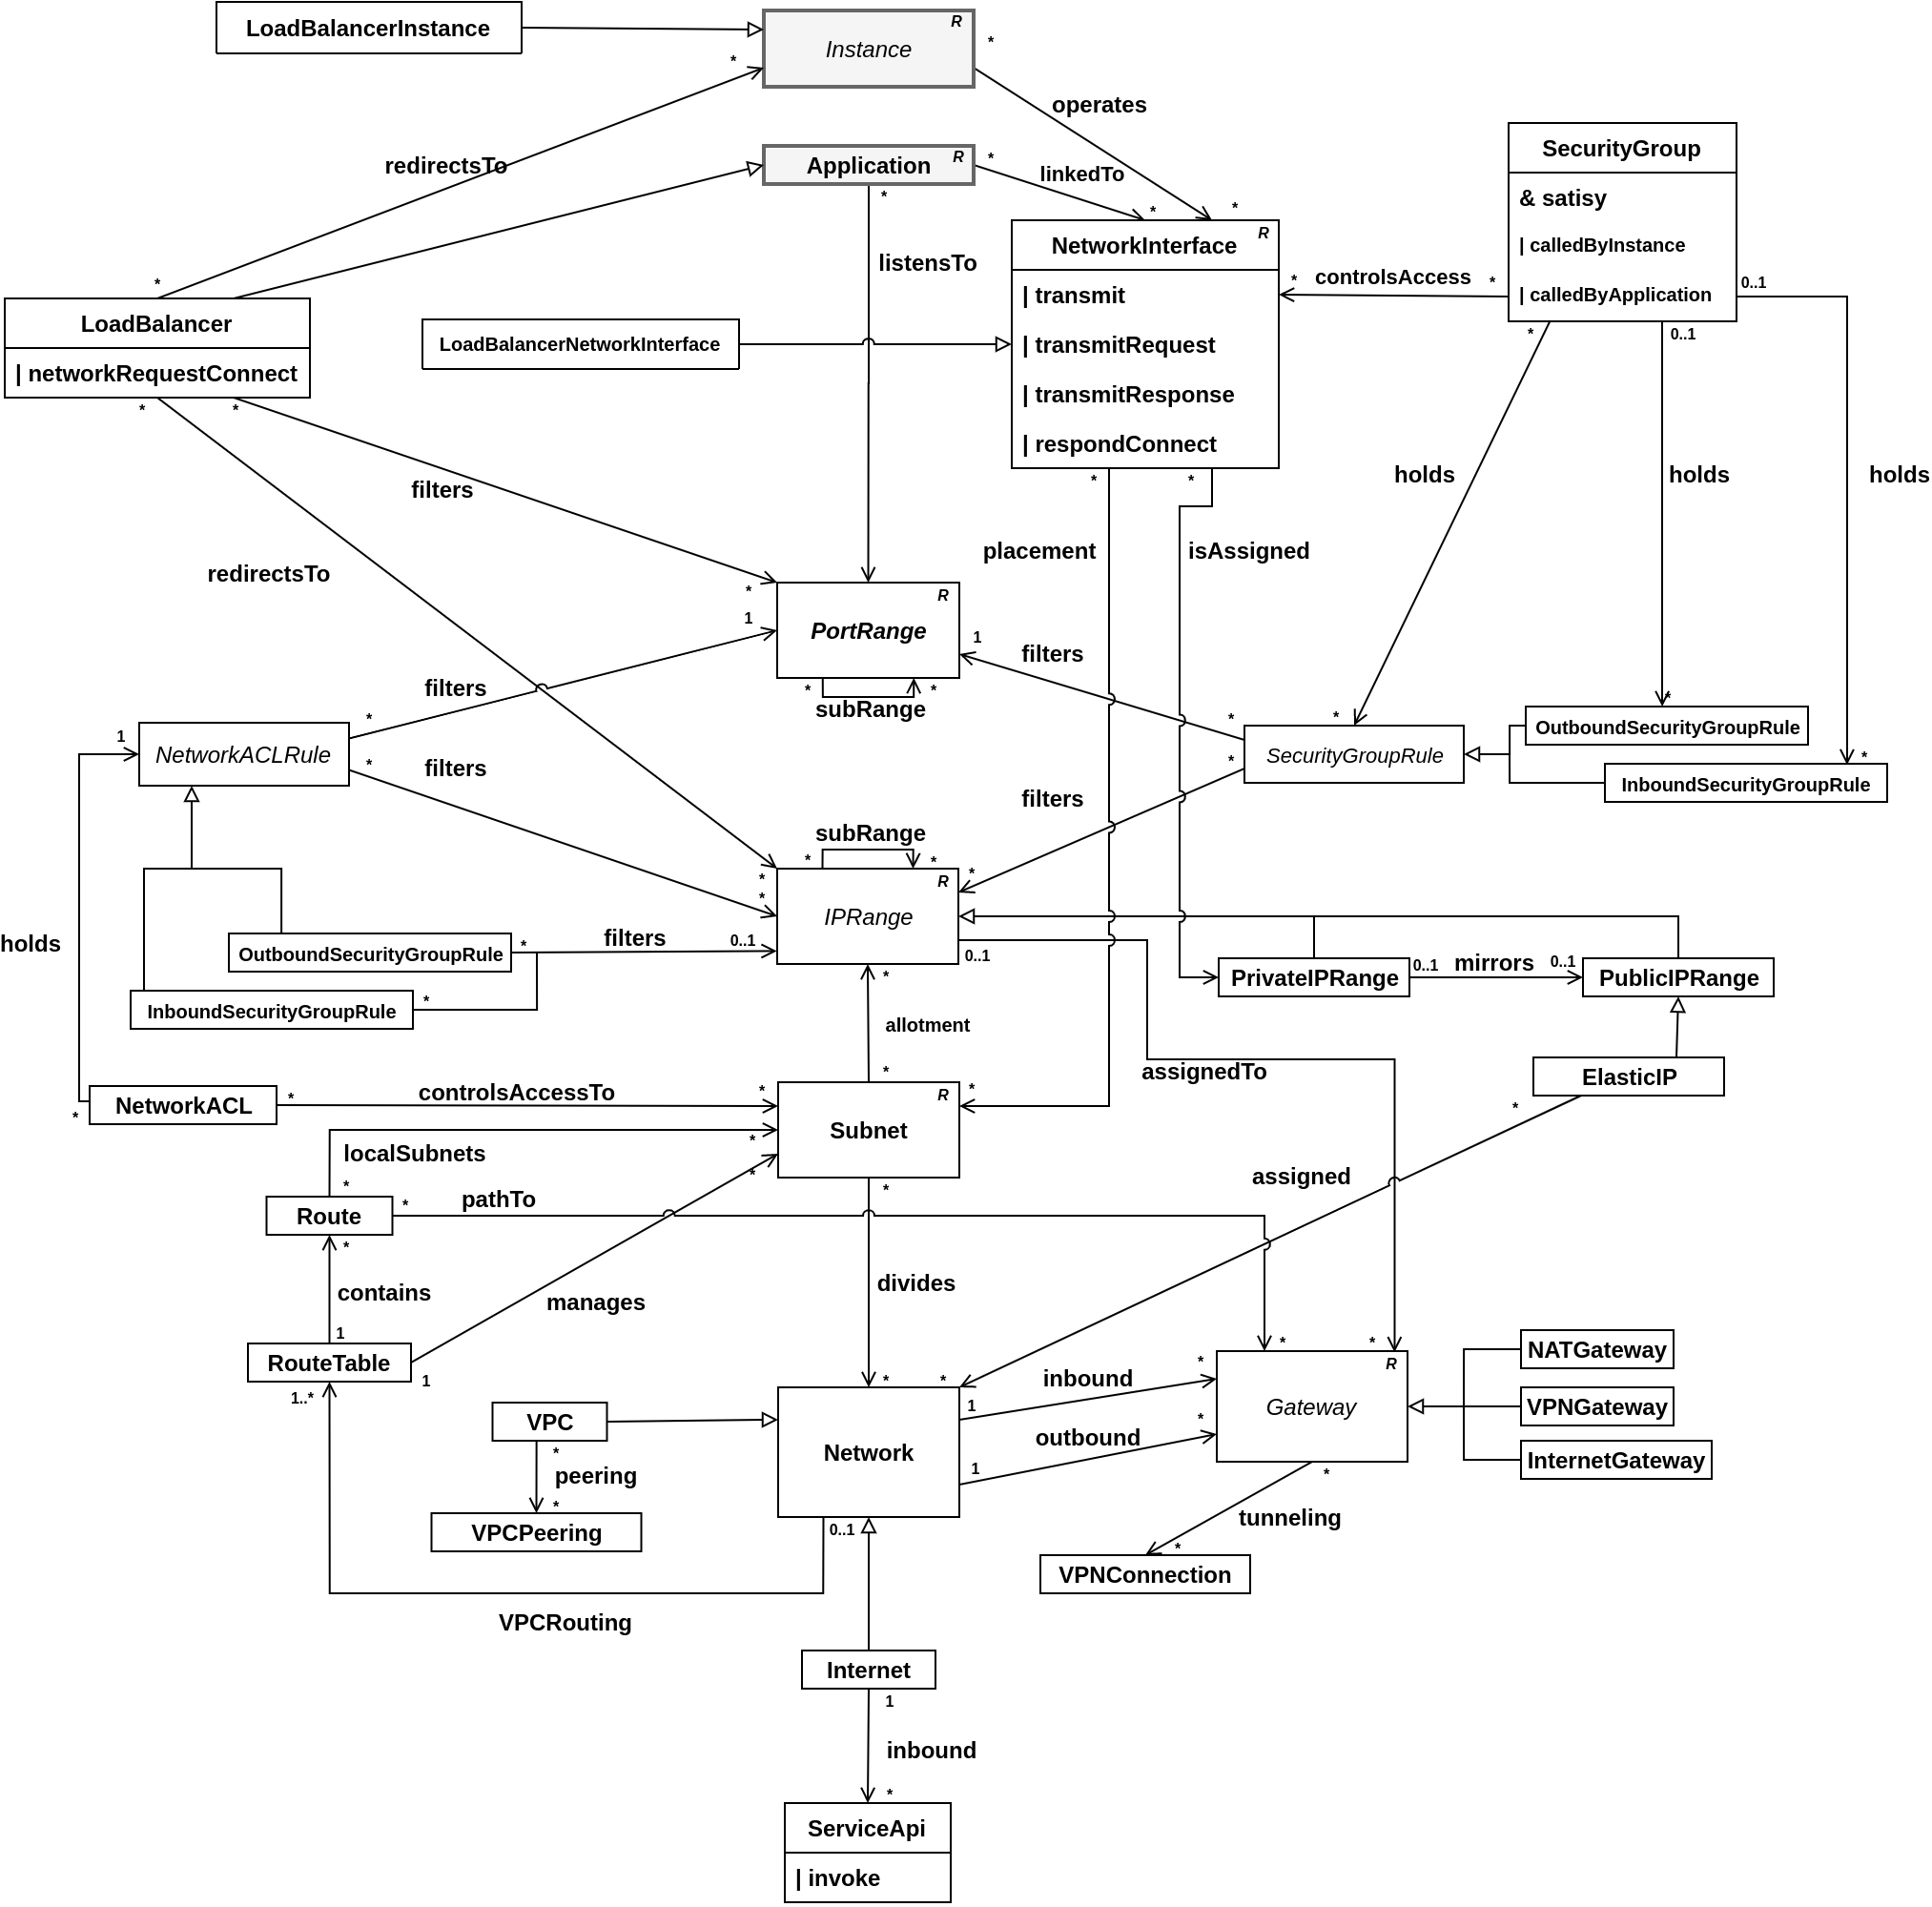 LoadBalancerInstance
R
Instance
*
*
operates
redirectsTo
Application
R
*
linkedTo
*
*
*
SecurityGroup
& satisy
| calledByInstance
| calledByApplication
NetworkInterface
R
| transmit
| transmitRequest
| transmitResponse
| respondConnect
listensTo
*
controlsAccess
*
0..1
*
LoadBalancer
| networkRequestConnect
LoadBalancerNetworkInterface
*
0..1
*
*
*
*
filters
holds
holds
holds
placement
isAssigned
redirectsTo
*
1
PortRange
R
1
filters
*
*
subRange
filters
*
*
*
*
OutboundSecurityGroupRule
1
NetworkACLRule
SecurityGroupRule
*
InboundSecurityGroupRule
filters
*
*
filters
subRange
*
*
*
*
*
IPRange
R
holds
OutboundSecurityGroupRule
*
filters
0..1
0..1
*
PrivateIPRange
0..1
mirrors
0..1
PublicIPRange
InboundSecurityGroupRule
*
allotment
*
assignedTo
ElasticIP
NetworkACL
*
*
controlsAccessTo
*
R
*
*
Subnet
localSubnets
*
*
*
pathTo
*
Route
*
*
assigned
contains
divides
manages
1
RouteTable
1
1..*
*
*
*
*
inbound
*
Gateway
R
NATGateway
VPNGateway
InternetGateway
VPC
*
Network
1
outbound
*
1
peering
*
VPCPeering
0..1
*
tunneling
*
VPNConnection
VPCRouting
Internet
1
inbound
*
ServiceApi
| invoke